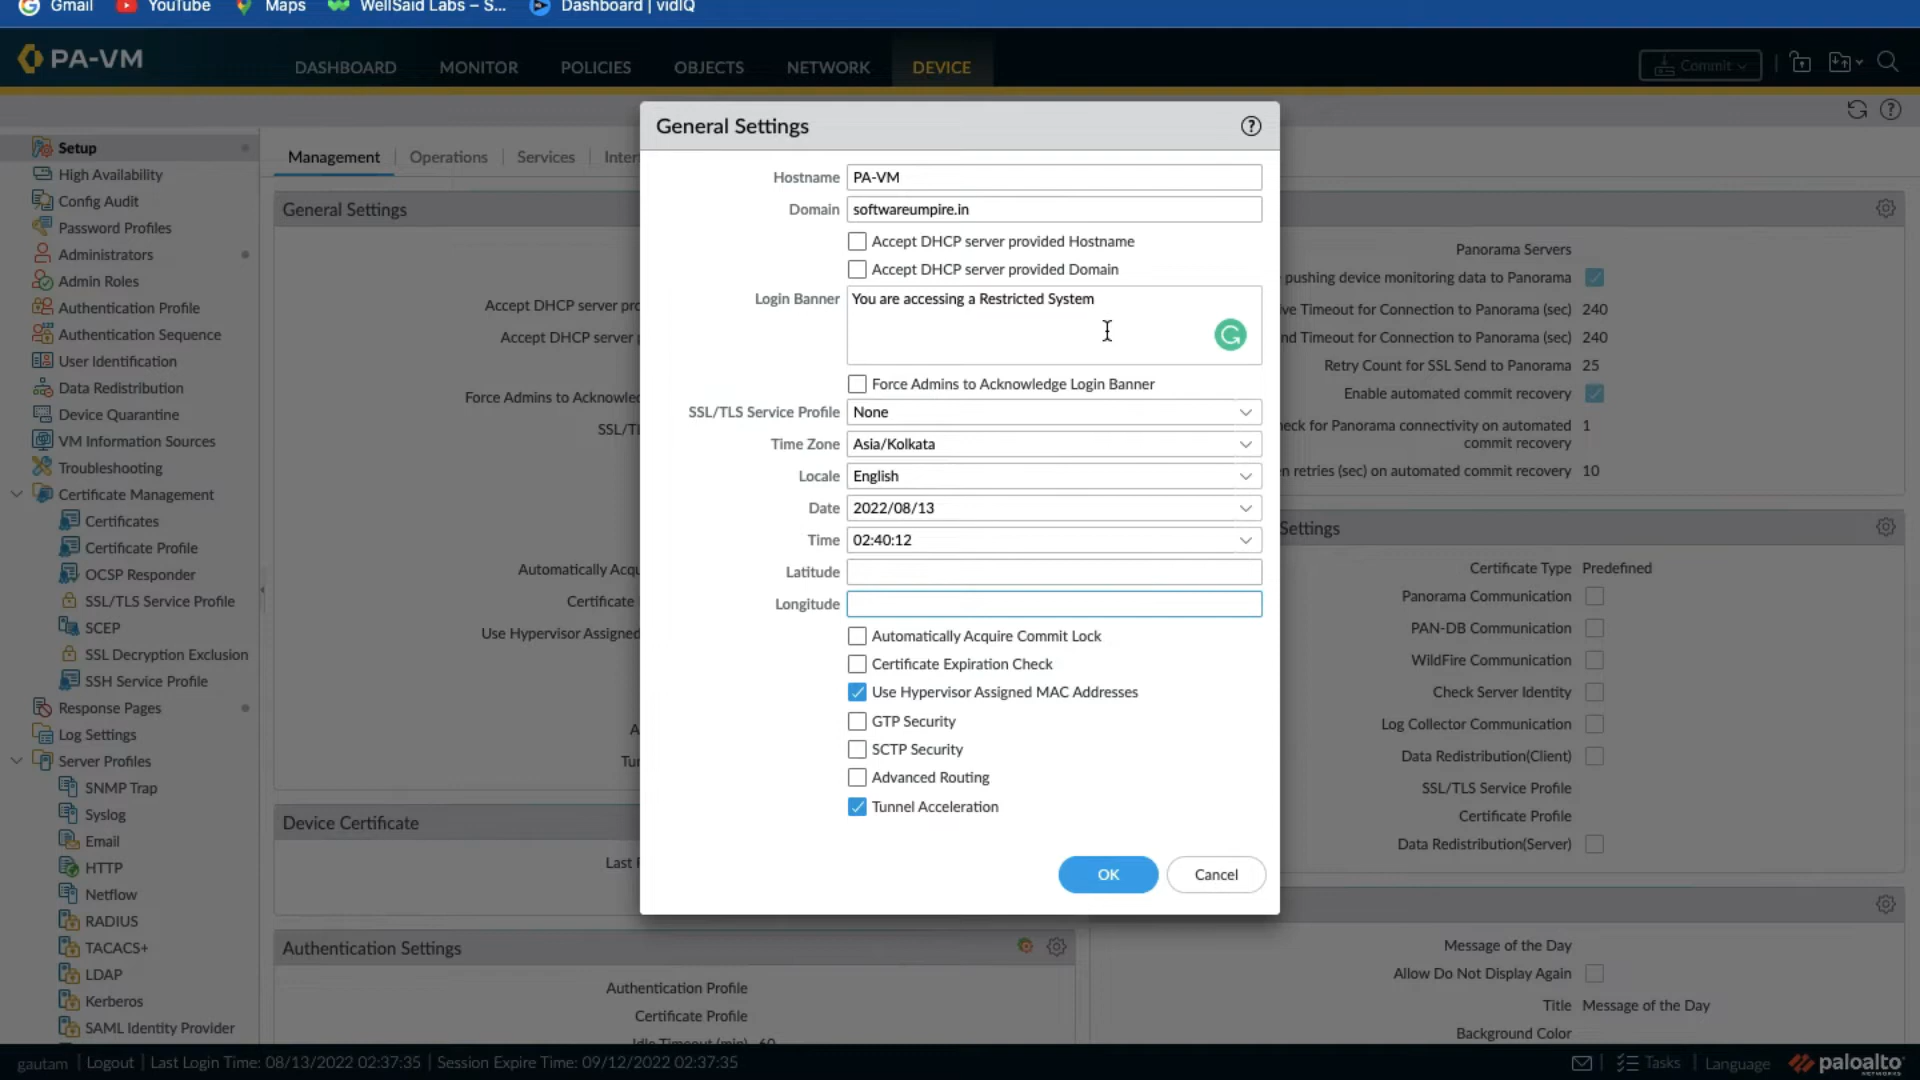 Gmail YouTube Maps WellSaid Labs – S... Dashboard | vidIQ
PA-VM DASHBOARD MONITOR POLICIES OBJECTS NETWORK DEVICE Commit
Setup
High Availability
Config Audit
Password Profiles
Administrators
Admin Roles
Authentication Profile
Authentication Sequence
User Identification
Data Redistribution
Device Quarantine
VM Information Sources
Troubleshooting
Certificate Management
Certificates
Certificate Profile
OCSP Responder
SSL/TLS Service Profile
SCEP
SSL Decryption Exclusion
SSH Service Profile
Response Pages
Log Settings
Server Profiles
SNMP Trap
Syslog
Email
HTTP
Netflow
RADIUS
TACACS+
LDAP
Kerberos
SAML Identity Provider
Management Operations Services Inter
General Settings
Accept DHCP server pro
Accept DHCP server p
Force Admins to Acknowle
SSL/TL
Automatically Acqu
Certificate
Use Hypervisor Assigned
A
Tur
Device Certificate
Last F
Authentication Settings
Authentication Profile
Certificate Profile
Idle Timeout (min) 60
General Settings
Hostname PA-VM
Domain softwareumpire.in
Accept DHCP server provided Hostname
Accept DHCP server provided Domain
Login Banner You are accessing a Restricted System
Force Admins to Acknowledge Login Banner
SSL/TLS Service Profile None
Time Zone Asia/Kolkata
Locale English
Date 2022/08/13
Time 02:40:12
Latitude
Longitude
Automatically Acquire Commit Lock
Certificate Expiration Check
Use Hypervisor Assigned MAC Addresses
GTP Security
SCTP Security
Advanced Routing
Tunnel Acceleration
OK Cancel
Panorama Servers
pushing device monitoring data to Panorama
ve Timeout for Connection to Panorama (sec) 240
nd Timeout for Connection to Panorama (sec) 240
Retry Count for SSL Send to Panorama 25
Enable automated commit recovery
eck for Panorama connectivity on automated 1
commit recovery
n retries (sec) on automated commit recovery 10
Settings
Certificate Type Predefined
Panorama Communication
PAN-DB Communication
WildFire Communication
Check Server Identity
Log Collector Communication
Data Redistribution(Client)
SSL/TLS Service Profile
Certificate Profile
Data Redistribution(Server)
Message of the Day
Allow Do Not Display Again
Title Message of the Day
Background Color
gautam | Logout | Last Login Time: 08/13/2022 02:37:35 | Session Expire Time: 09/12/2022 02:37:35 Tasks | Language paloalto
NETWORKS